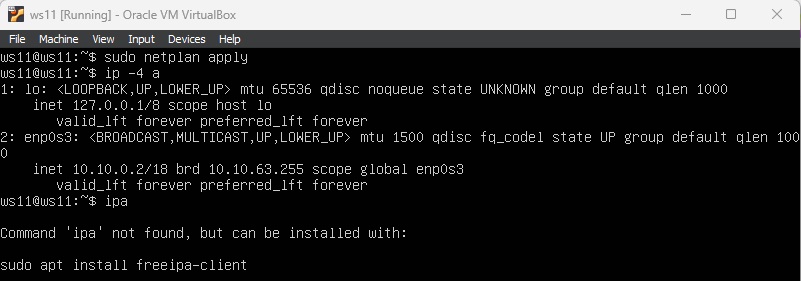 ws11 [Running] - Oracle VM VirtualBox
File Machine View Input Devices Help
ws11@ws11:~$ sudo netplan apply
ws11@ws11:~$ ip -4 a
1: lo: <LOOPBACK,UP,LOWER_UP> mtu 65536 qdisc noqueue state UNKNOWN group default qlen 1000
    inet 127.0.0.1/8 scope host lo
       valid_lft forever preferred_lft forever
2: enp0s3: <BROADCAST,MULTICAST,UP,LOWER_UP> mtu 1500 qdisc fq_codel state UP group default qlen 100
0
    inet 10.10.0.2/18 brd 10.10.63.255 scope global enp0s3
       valid_lft forever preferred_lft forever
ws11@ws11:~$ ipa
Command 'ipa' not found, but can be installed with:
sudo apt install freeipa-client